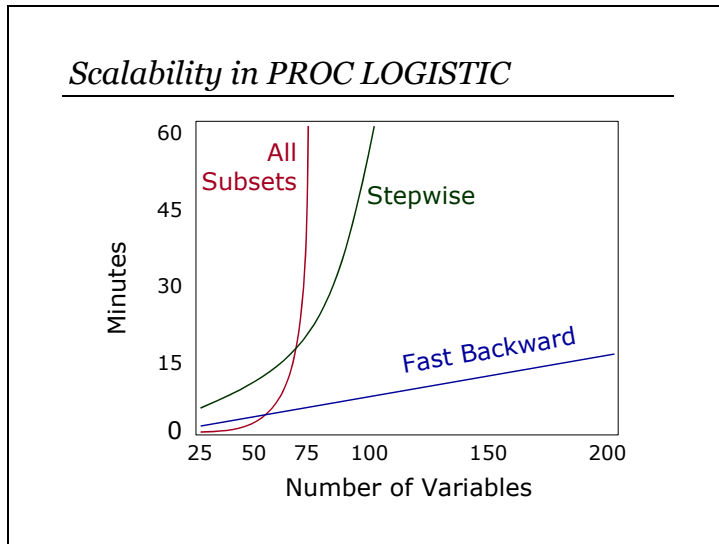 Scalability in PROC LOGISTIC
60
45
30
15
0
Minutes
All
Subsets
Stepwise
Fast Backward
25 50 75 100 150 200
Number of Variables